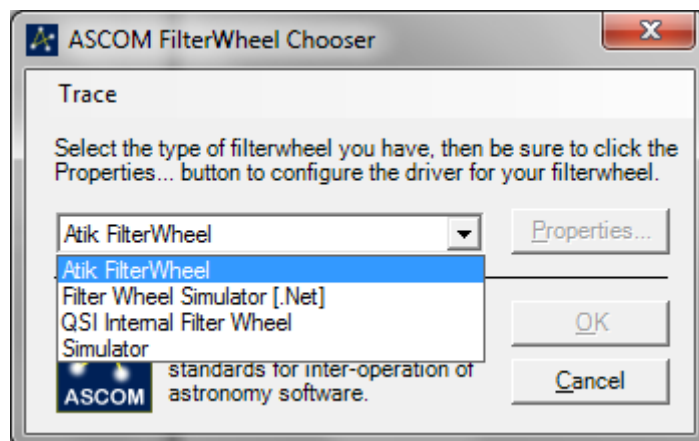 ASCOM FilterWheel Chooser
X
Trace
Select the type of filterwheel you have, then be sure to click the
Properties... button to configure the driver for your filterwheel.
Atik FilterWheel
Properties...
Atik FilterWheel
Filter Wheel Simulator [.Net]
QSI Internal Filter Wheel
Simulator
OK
standards for inter-operation of
astronomy software.
ASCOM
Cancel